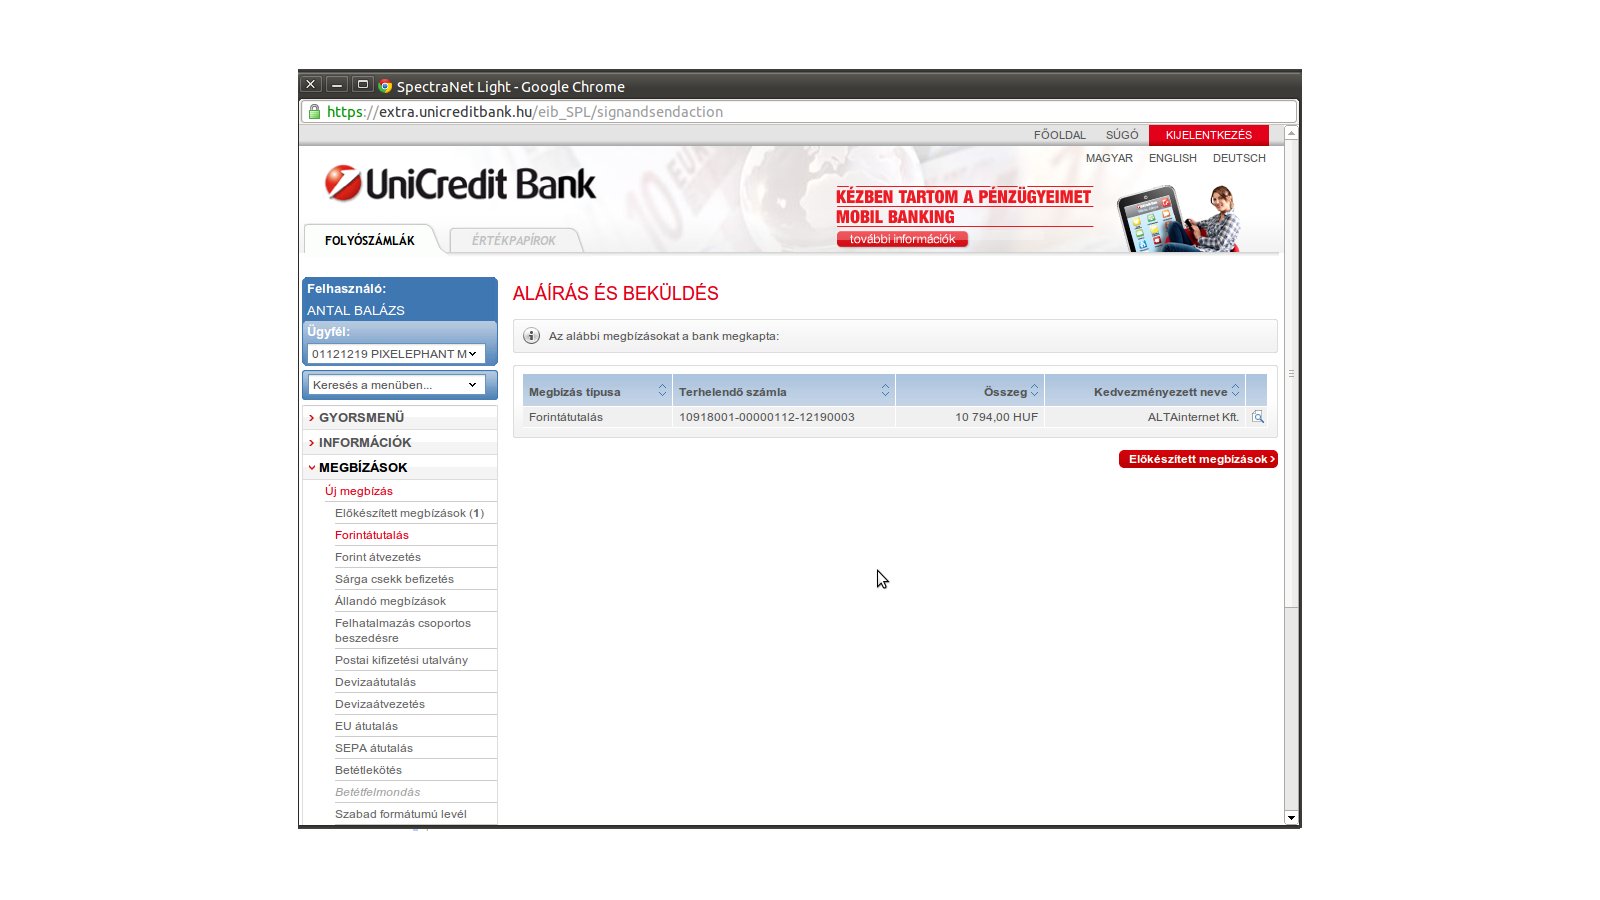 SpectraNet Light - Google Chrome
https://extra.unicreditbank.hu/eib_SPL/signandsendaction
FŐOLDAL SÚGÓ KIJELENTKEZÉS
MAGYAR ENGLISH DEUTSCH
UniCredit Bank
KÉZBEN TARTOM A PÉNZÜGYEIMET
MOBIL BANKING
további információk
FOLYÓSZÁMLÁK ÉRTÉKPAPÍROK
Felhasználó:
ANTAL BALÁZS
Ügyfél:
01121219 PIXELEPHANT M
Keresés a menüben...
GYORSMENÜ
INFORMÁCIÓK
MEGBÍZÁSOK
Új megbízás
Előkészített megbízások (1)
Forintátutalás
Forint átvezetés
Sárga csekk befizetés
Állandó megbízások
Felhatalmazás csoportos
beszedésre
Postai kifizetési utalvány
Devizaátutalás
Devizaátvezetés
EU átutalás
SEPA átutalás
Betétlekötés
Betétfelmondás
Szabad formátumú levél
ALÁÍRÁS ÉS BEKÜLDÉS
Az alábbi megbízásokat a bank megkapta:
Megbízás típusa Terhelendő számla Összeg Kedvezményezett neve
Forintátutalás 10918001-00000112-12190003 10 794,00 HUF ALTAinternet Kft.
Előkészített megbízások >